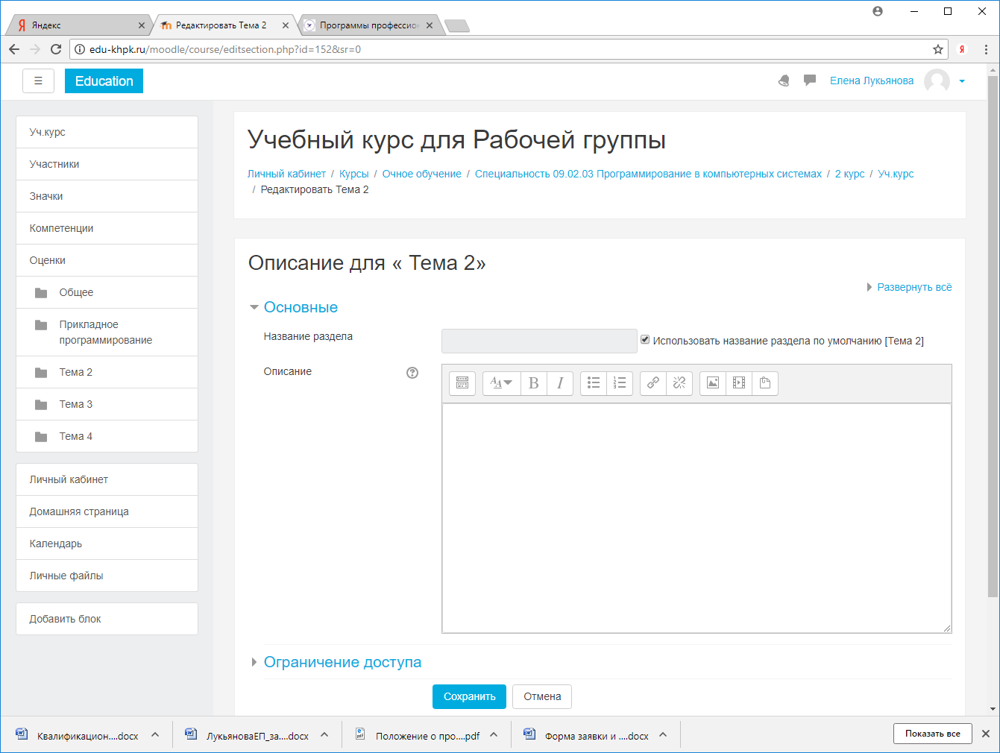 Яндекс
Редактировать Тема 2
Программы профессион
edu-khpk.ru/moodle/course/editsection.php?id=152&sr=0
Education
Елена Лукьянова
Уч.курс
Участники
Значки
Компетенции
Оценки
Общее
Прикладное
программирование
Тема 2
Тема 3
Тема 4
Личный кабинет
Домашняя страница
Календарь
Личные файлы
Добавить блок
Учебный курс для Рабочей группы
Личный кабинет / Курсы / Очное обучение / Специальность 09.02.03 Программирование в компьютерных системах / 2 курс / Уч.курс
/ Редактировать Тема 2
Описание для « Тема 2»
Развернуть всё
Основные
Название раздела
Использовать название раздела по умолчанию [Тема 2]
Описание
Ограничение доступа
Сохранить
Отмена
Квалификацион....docx
ЛукьяноваЕП_за....docx
Положение о про....pdf
Форма заявки и ....docx
Показать все